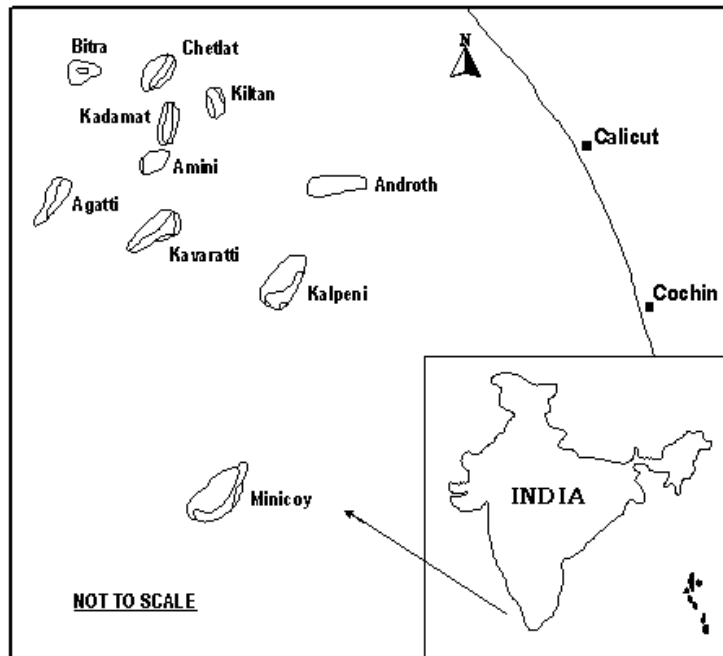 Bitra
Chetlat
N
Kiltan
Kadamat
Calicut
Amini
Androth
Agatti
Kavaratti
Kalpeni
Cochin
INDIA
Minicoy
NOT TO SCALE